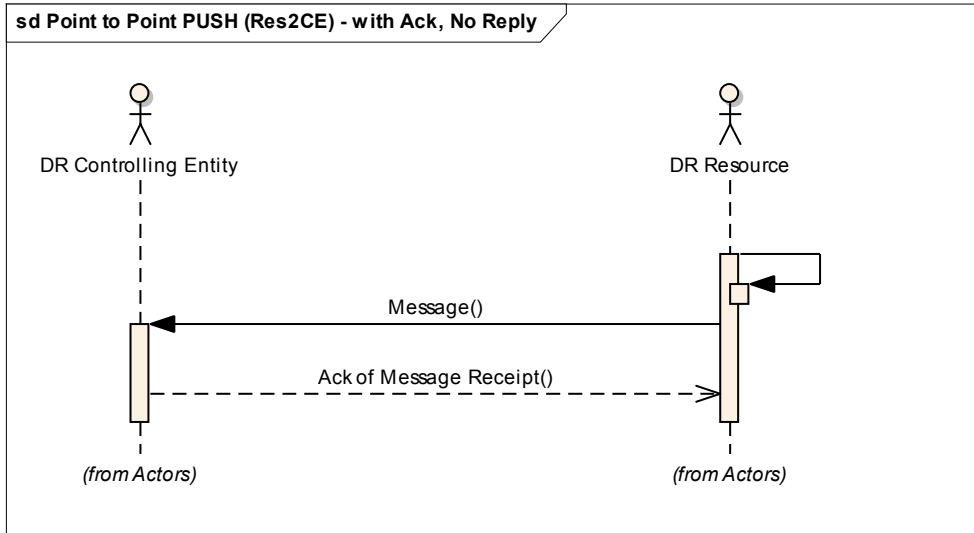 sd Point to Point PUSH (Res2CE) - with Ack, No Reply
DR Controlling Entity
DR Resource
Message()
Ack of Message Receipt()
(from Actors)
(from Actors)